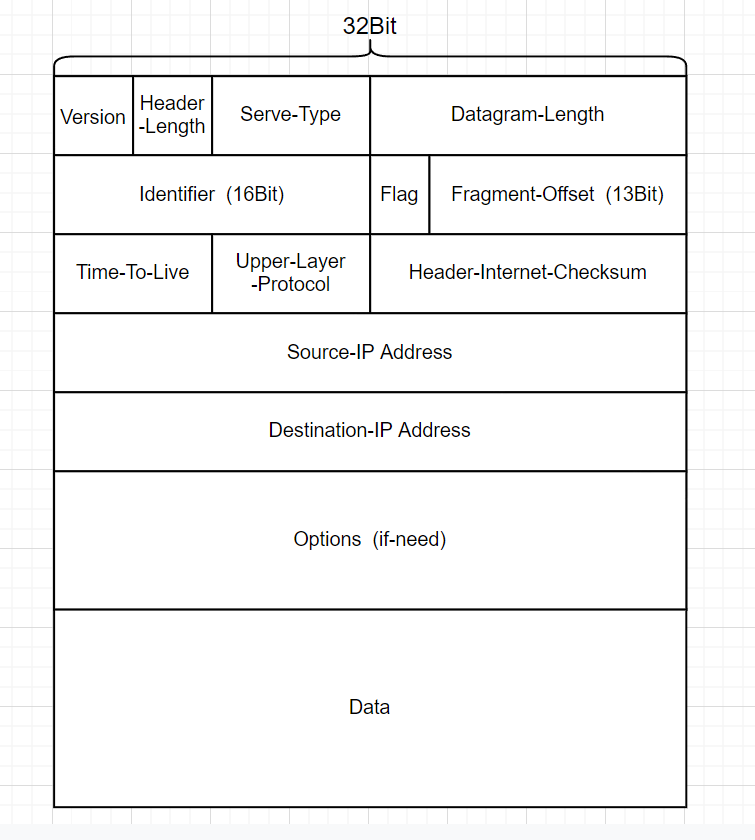 32Bit
Version
Header
-Length
Serve-Type
Datagram-Length
Identifier (16Bit)
Flag
Fragment-Offset (13Bit)
Time-To-Live
Upper-Layer
-Protocol
Header-Internet-Checksum
Source-IP Address
Destination-IP Address
Options (if-need)
Data